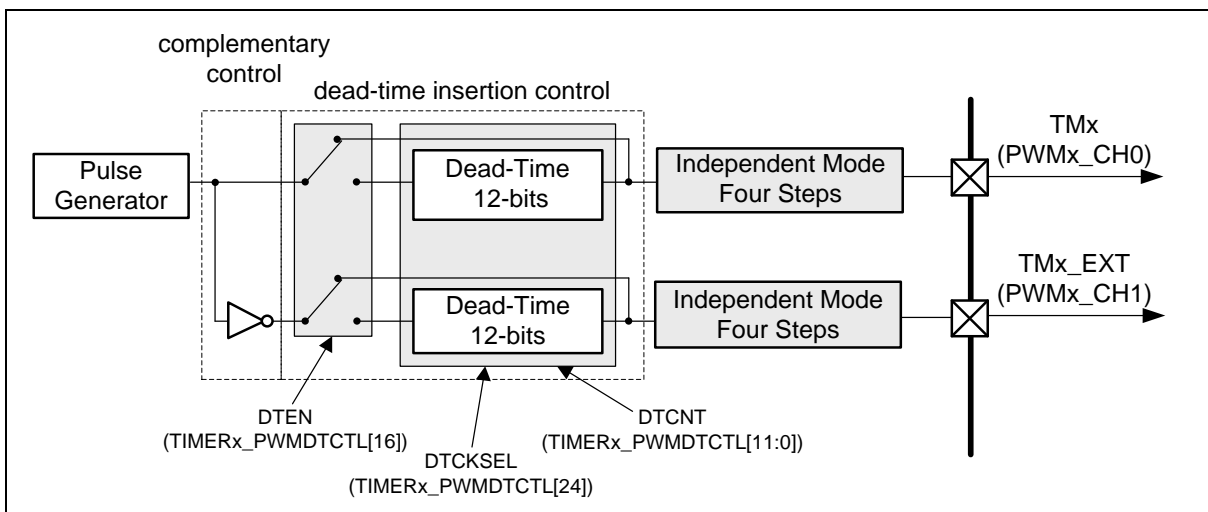 complementary
control
dead-time insertion control
Pulse
Generator
Dead-Time
12-bits
Independent Mode
Four Steps
TMx
(PWMx_CH0)
Dead-Time
12-bits
Independent Mode
Four Steps
TMx_EXT
(PWMx_CH1)
DTEN
(TIMERx_PWMDTCTL[16])
DTCKSEL
(TIMERx_PWMDTCTL[24])
DTCNT
(TIMERx_PWMDTCTL[11:0])